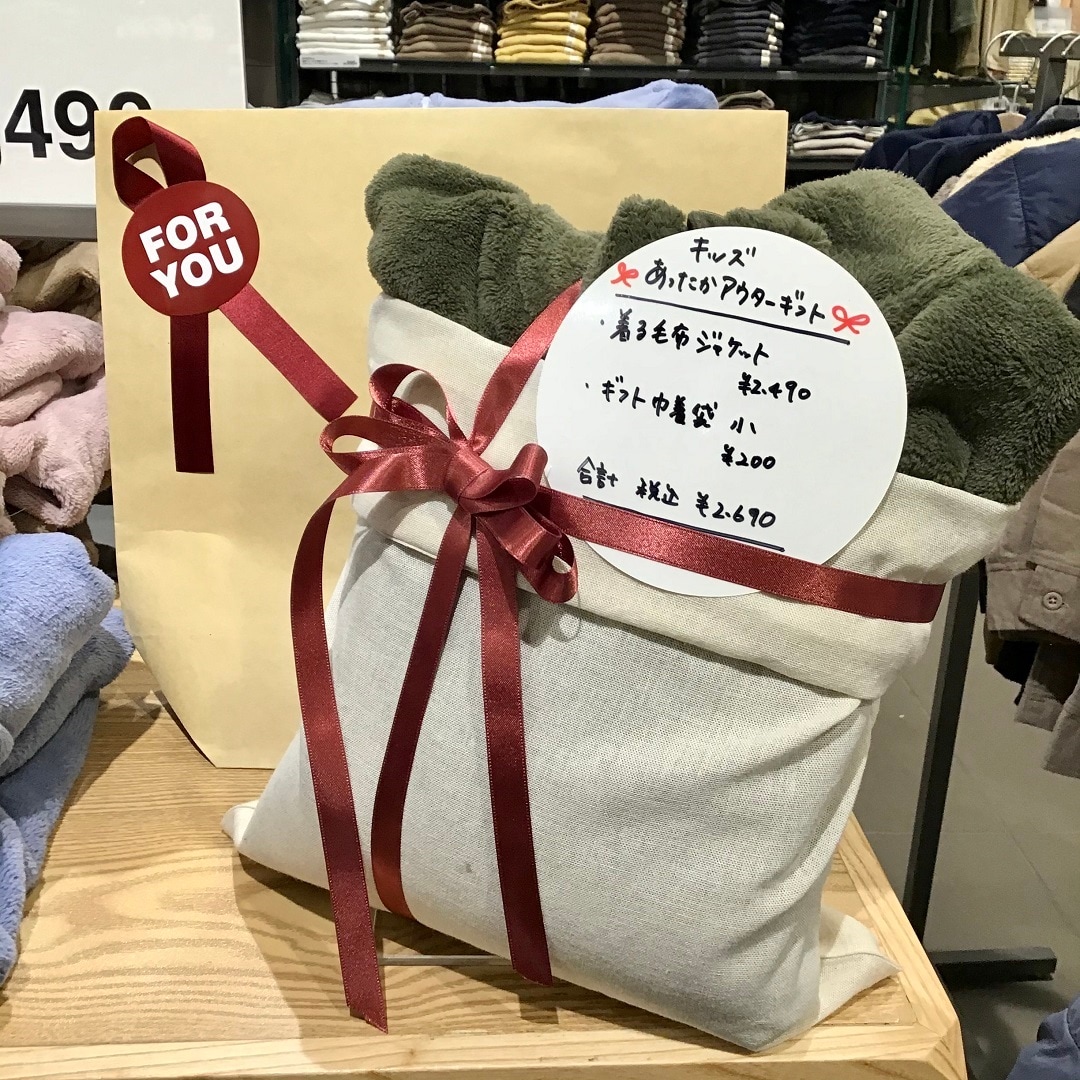 490
FOR
YOU
キッズ
あったかアウターギフト
・着る毛布ジャケット
¥2.490
・ギフト巾着袋 小
¥200
合計 税込 ¥2.690